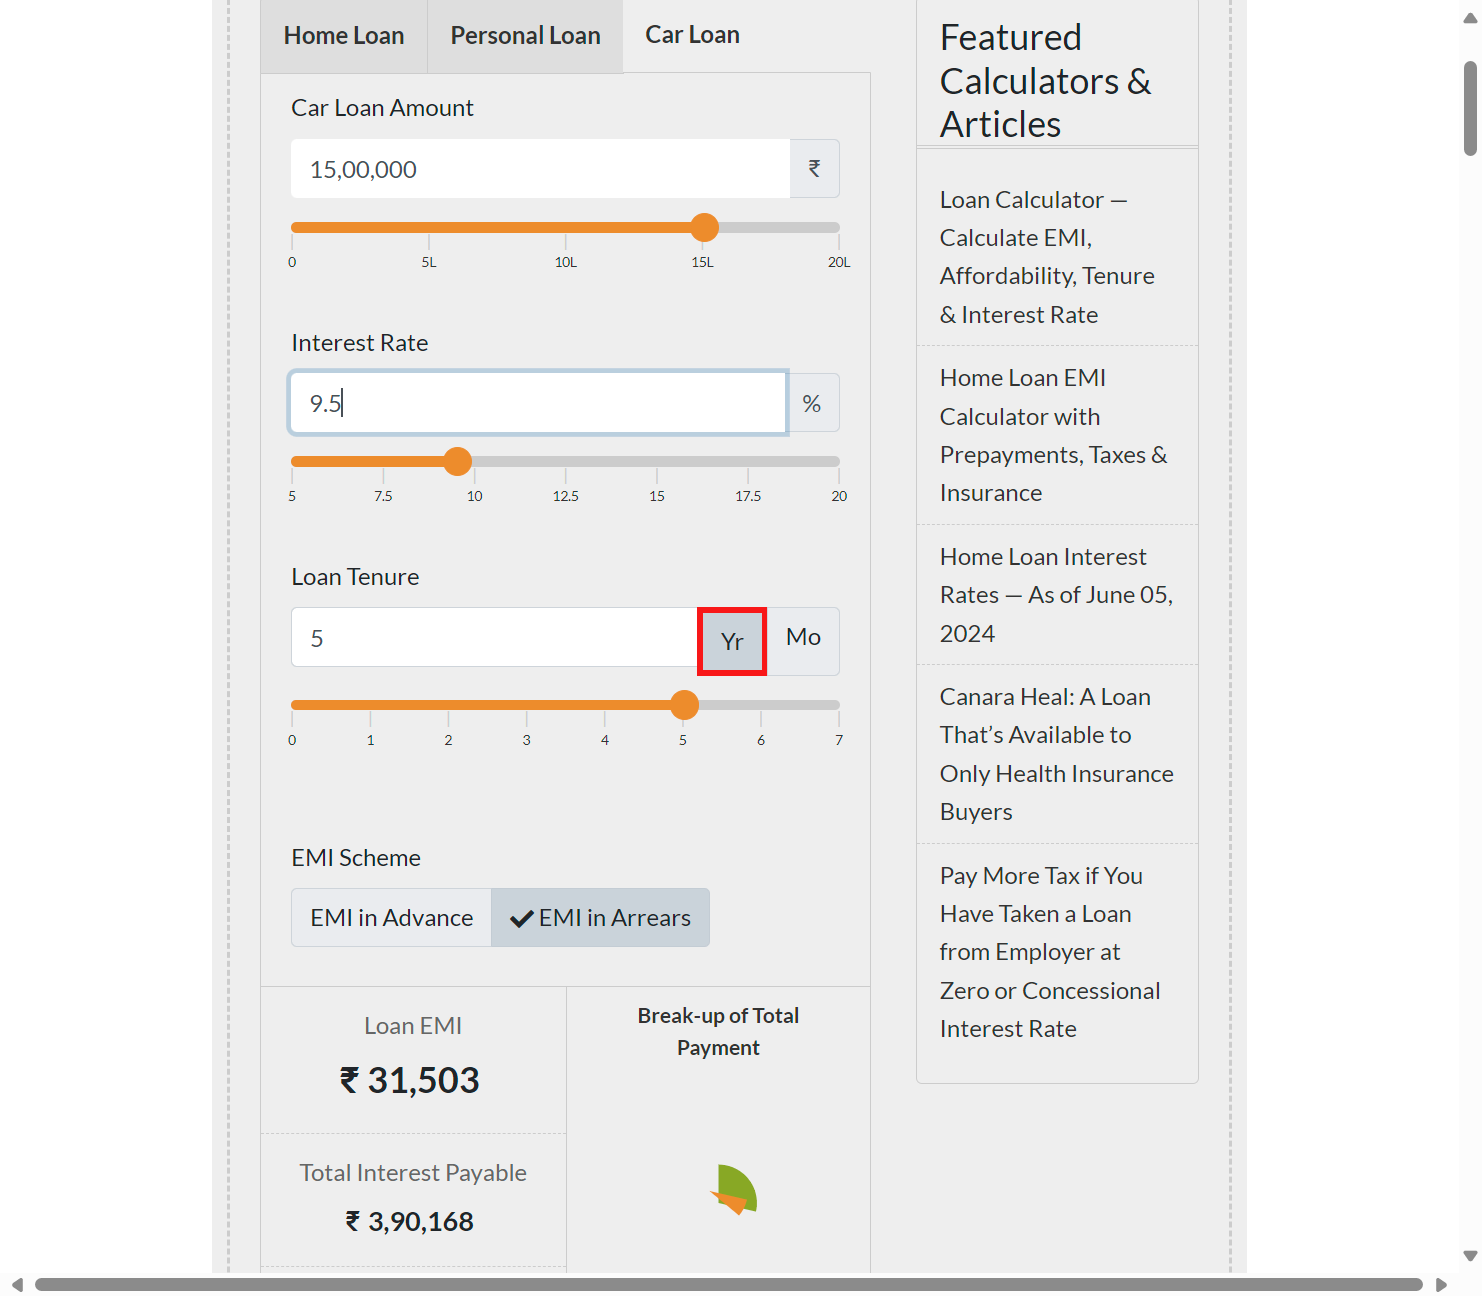 Home Loan
Personal Loan
Car Loan
Car Loan Amount
15,00,000
₹
0 5L 10L 15L 20L
Interest Rate
9.5
%
5 7.5 10 12.5 15 17.5 20
Loan Tenure
5
Yr
Mo
0 1 2 3 4 5 6 7
EMI Scheme
EMI in Advance
EMI in Arrears
Loan EMI
₹ 31,503
Total Interest Payable
₹ 3,90,168
Break-up of Total
Payment
Featured
Calculators &
Articles
Loan Calculator —
Calculate EMI,
Affordability, Tenure
& Interest Rate
Home Loan EMI
Calculator with
Prepayments, Taxes &
Insurance
Home Loan Interest
Rates — As of June 05,
2024
Canara Heal: A Loan
That’s Available to
Only Health Insurance
Buyers
Pay More Tax if You
Have Taken a Loan
from Employer at
Zero or Concessional
Interest Rate